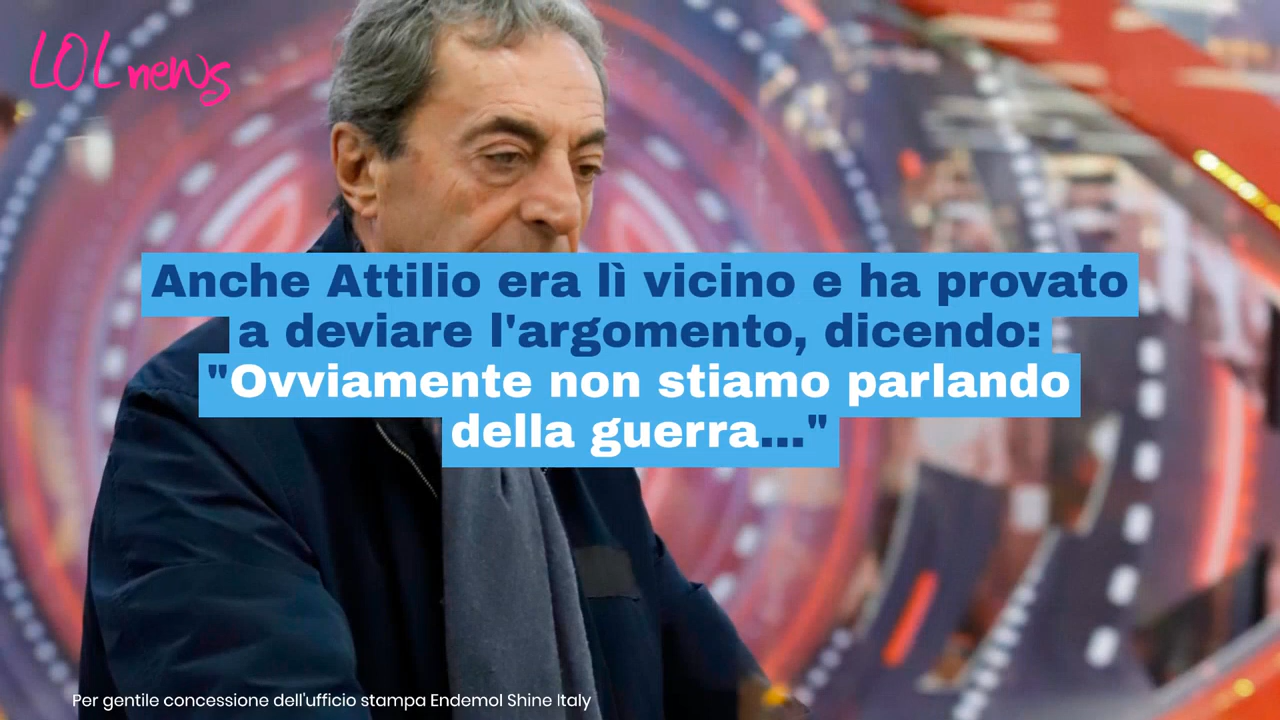 LOL news
Anche Attilio era lì vicino e ha provato
a deviare l'argomento, dicendo:
"Ovviamente non stiamo parlando
della guerra..."
Per gentile concessione dell'ufficio stampa Endemol Shine Italy